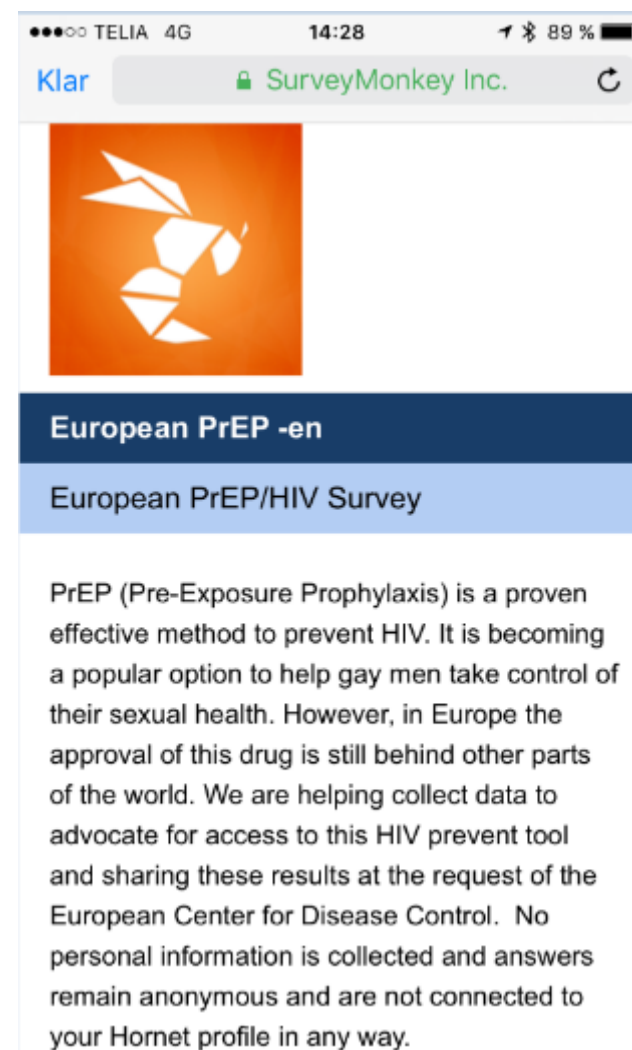 TELIA 4G 14:28 89 %
Klar SurveyMonkey Inc.
European PrEP -en
European PrEP/HIV Survey
PrEP (Pre-Exposure Prophylaxis) is a proven
effective method to prevent HIV. It is becoming
a popular option to help gay men take control of
their sexual health. However, in Europe the
approval of this drug is still behind other parts
of the world. We are helping collect data to
advocate for access to this HIV prevent tool
and sharing these results at the request of the
European Center for Disease Control. No
personal information is collected and answers
remain anonymous and are not connected to
your Hornet profile in any way.